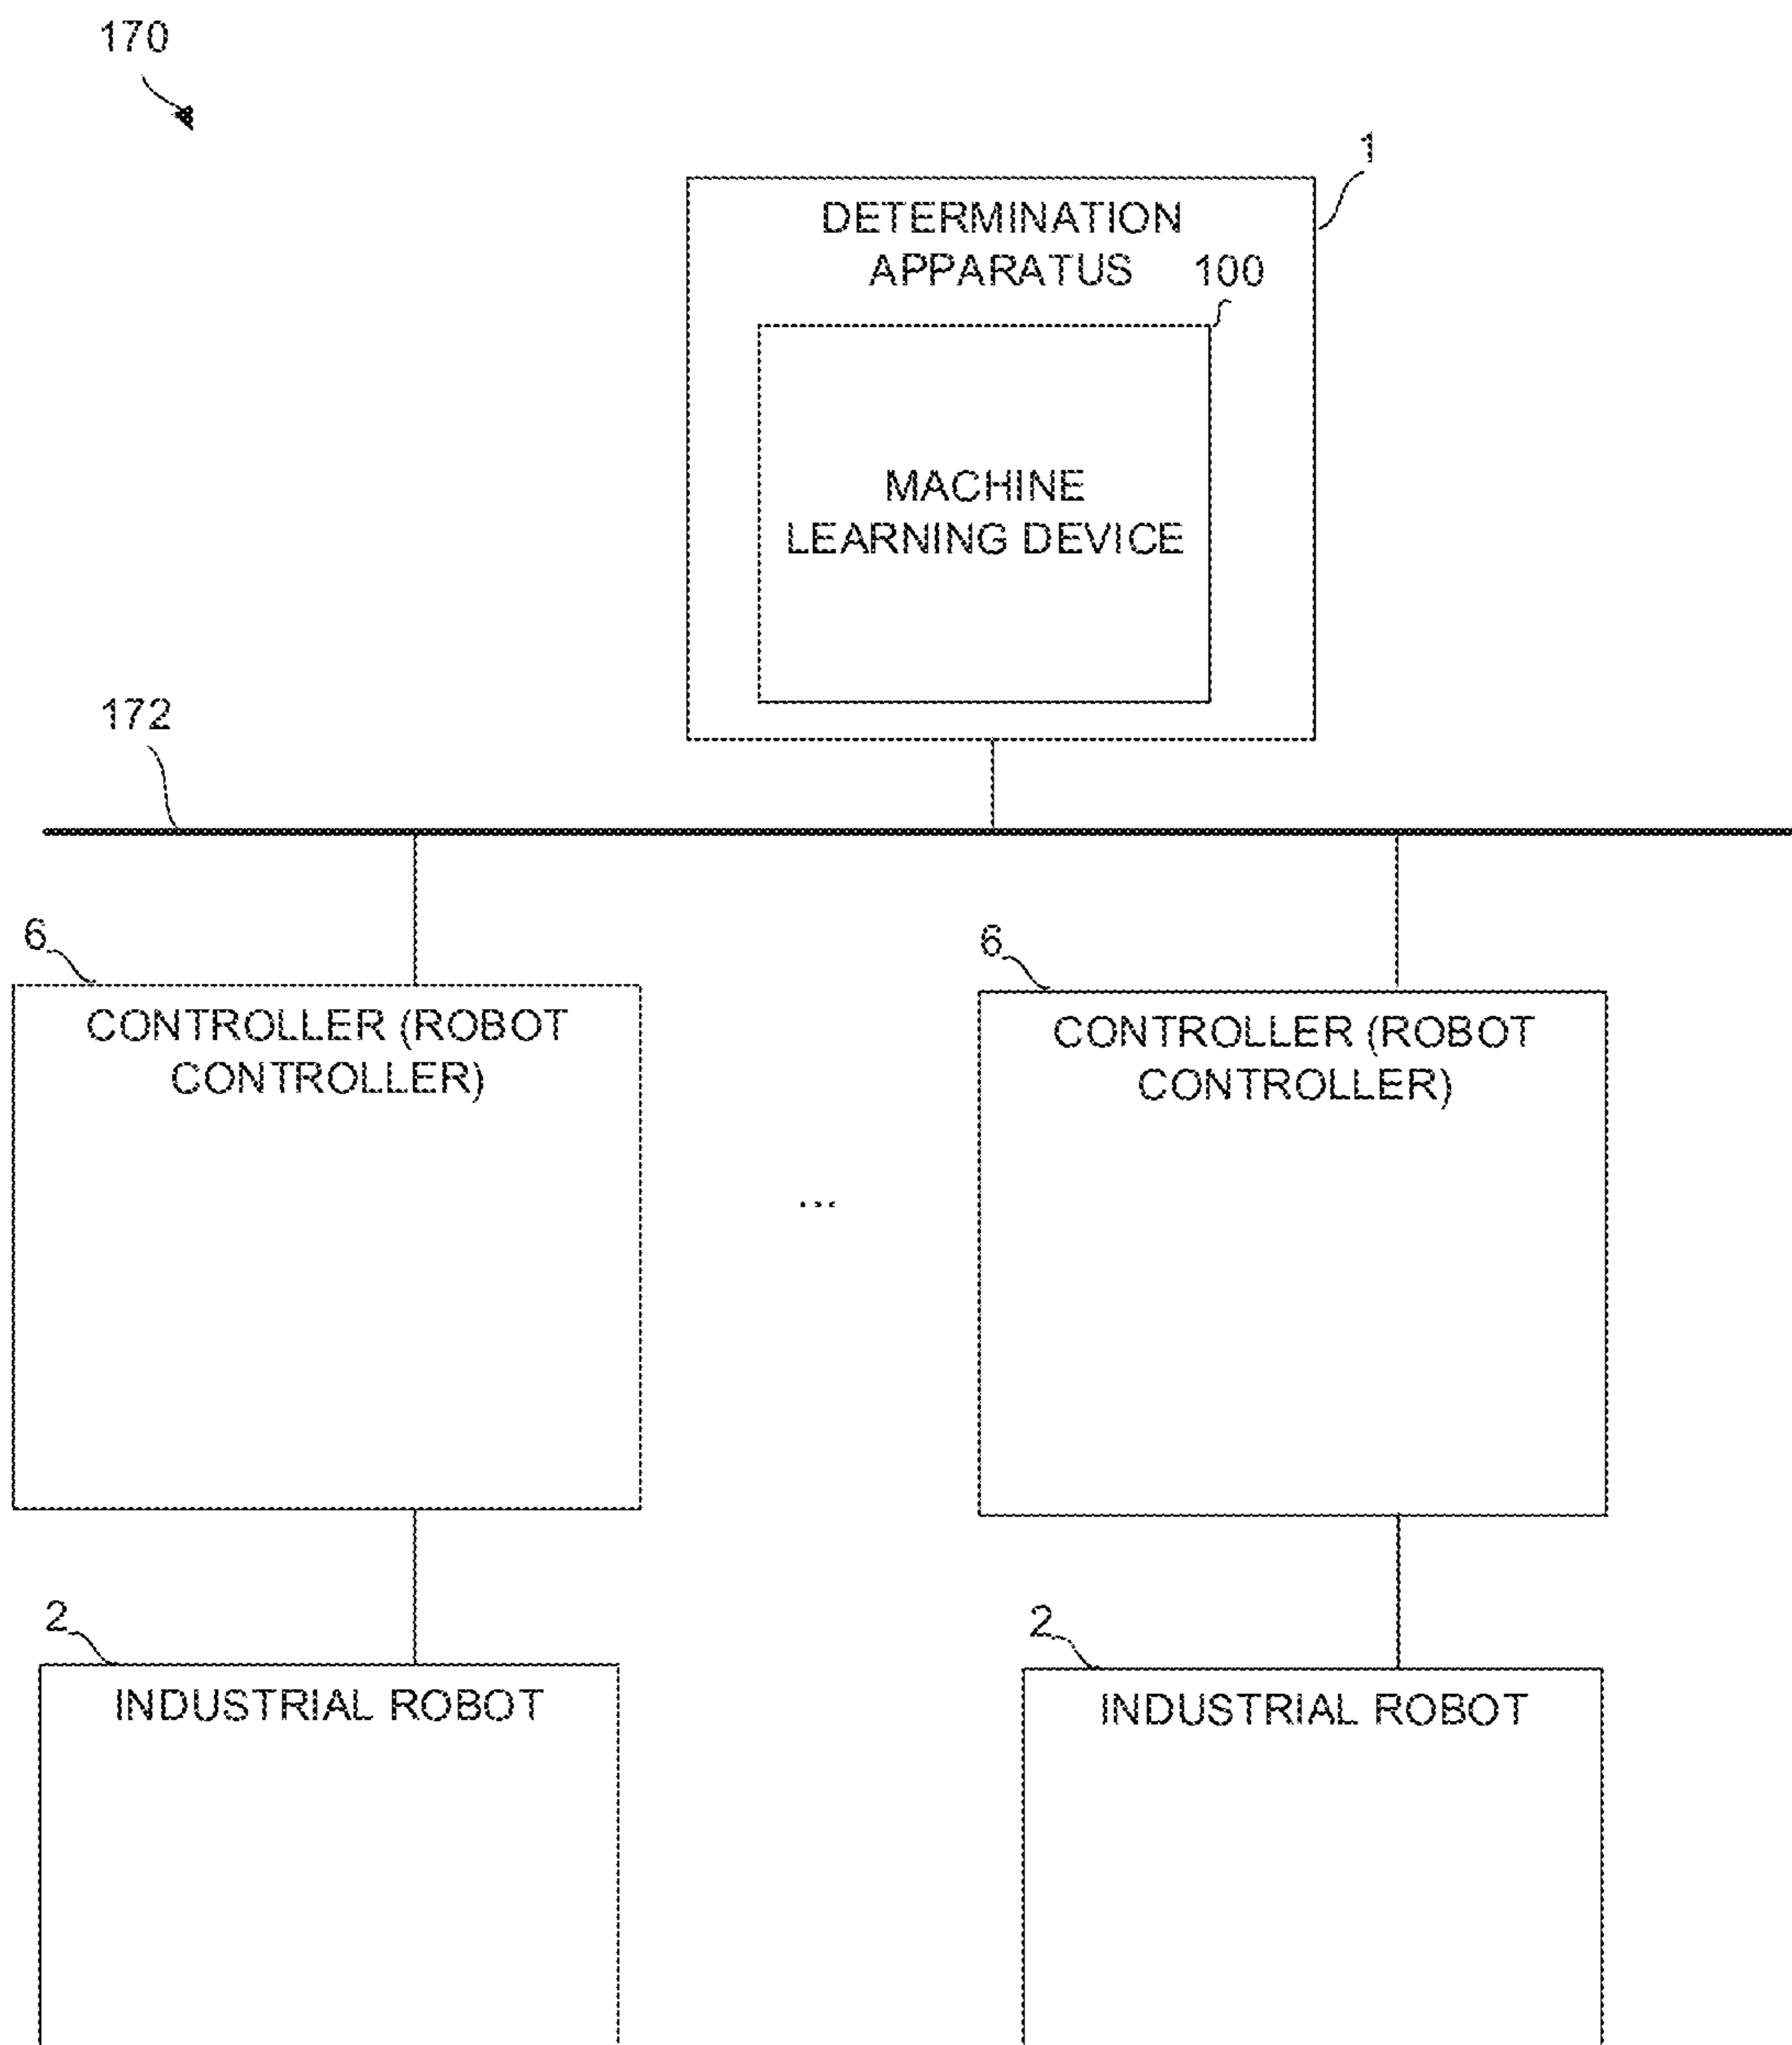 170
1
DETERMINATION
APPARATUS
100
MACHINE
LEARNING DEVICE
172
6
6
CONTROLLER (ROBOT
CONTROLLER)
CONTROLLER (ROBOT
CONTROLLER)
...
2
2
INDUSTRIAL ROBOT
INDUSTRIAL ROBOT